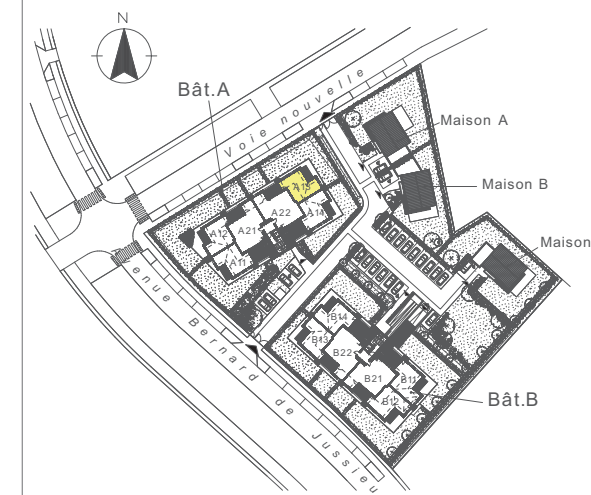 N
Bât.A
Voie nouvelle
Maison A
Maison B
Maison
A13
A22
A14
A21
A12
A11
enue Bernard de Jussieu
B14
B13
B22
B21
B11
B12
Bât.B